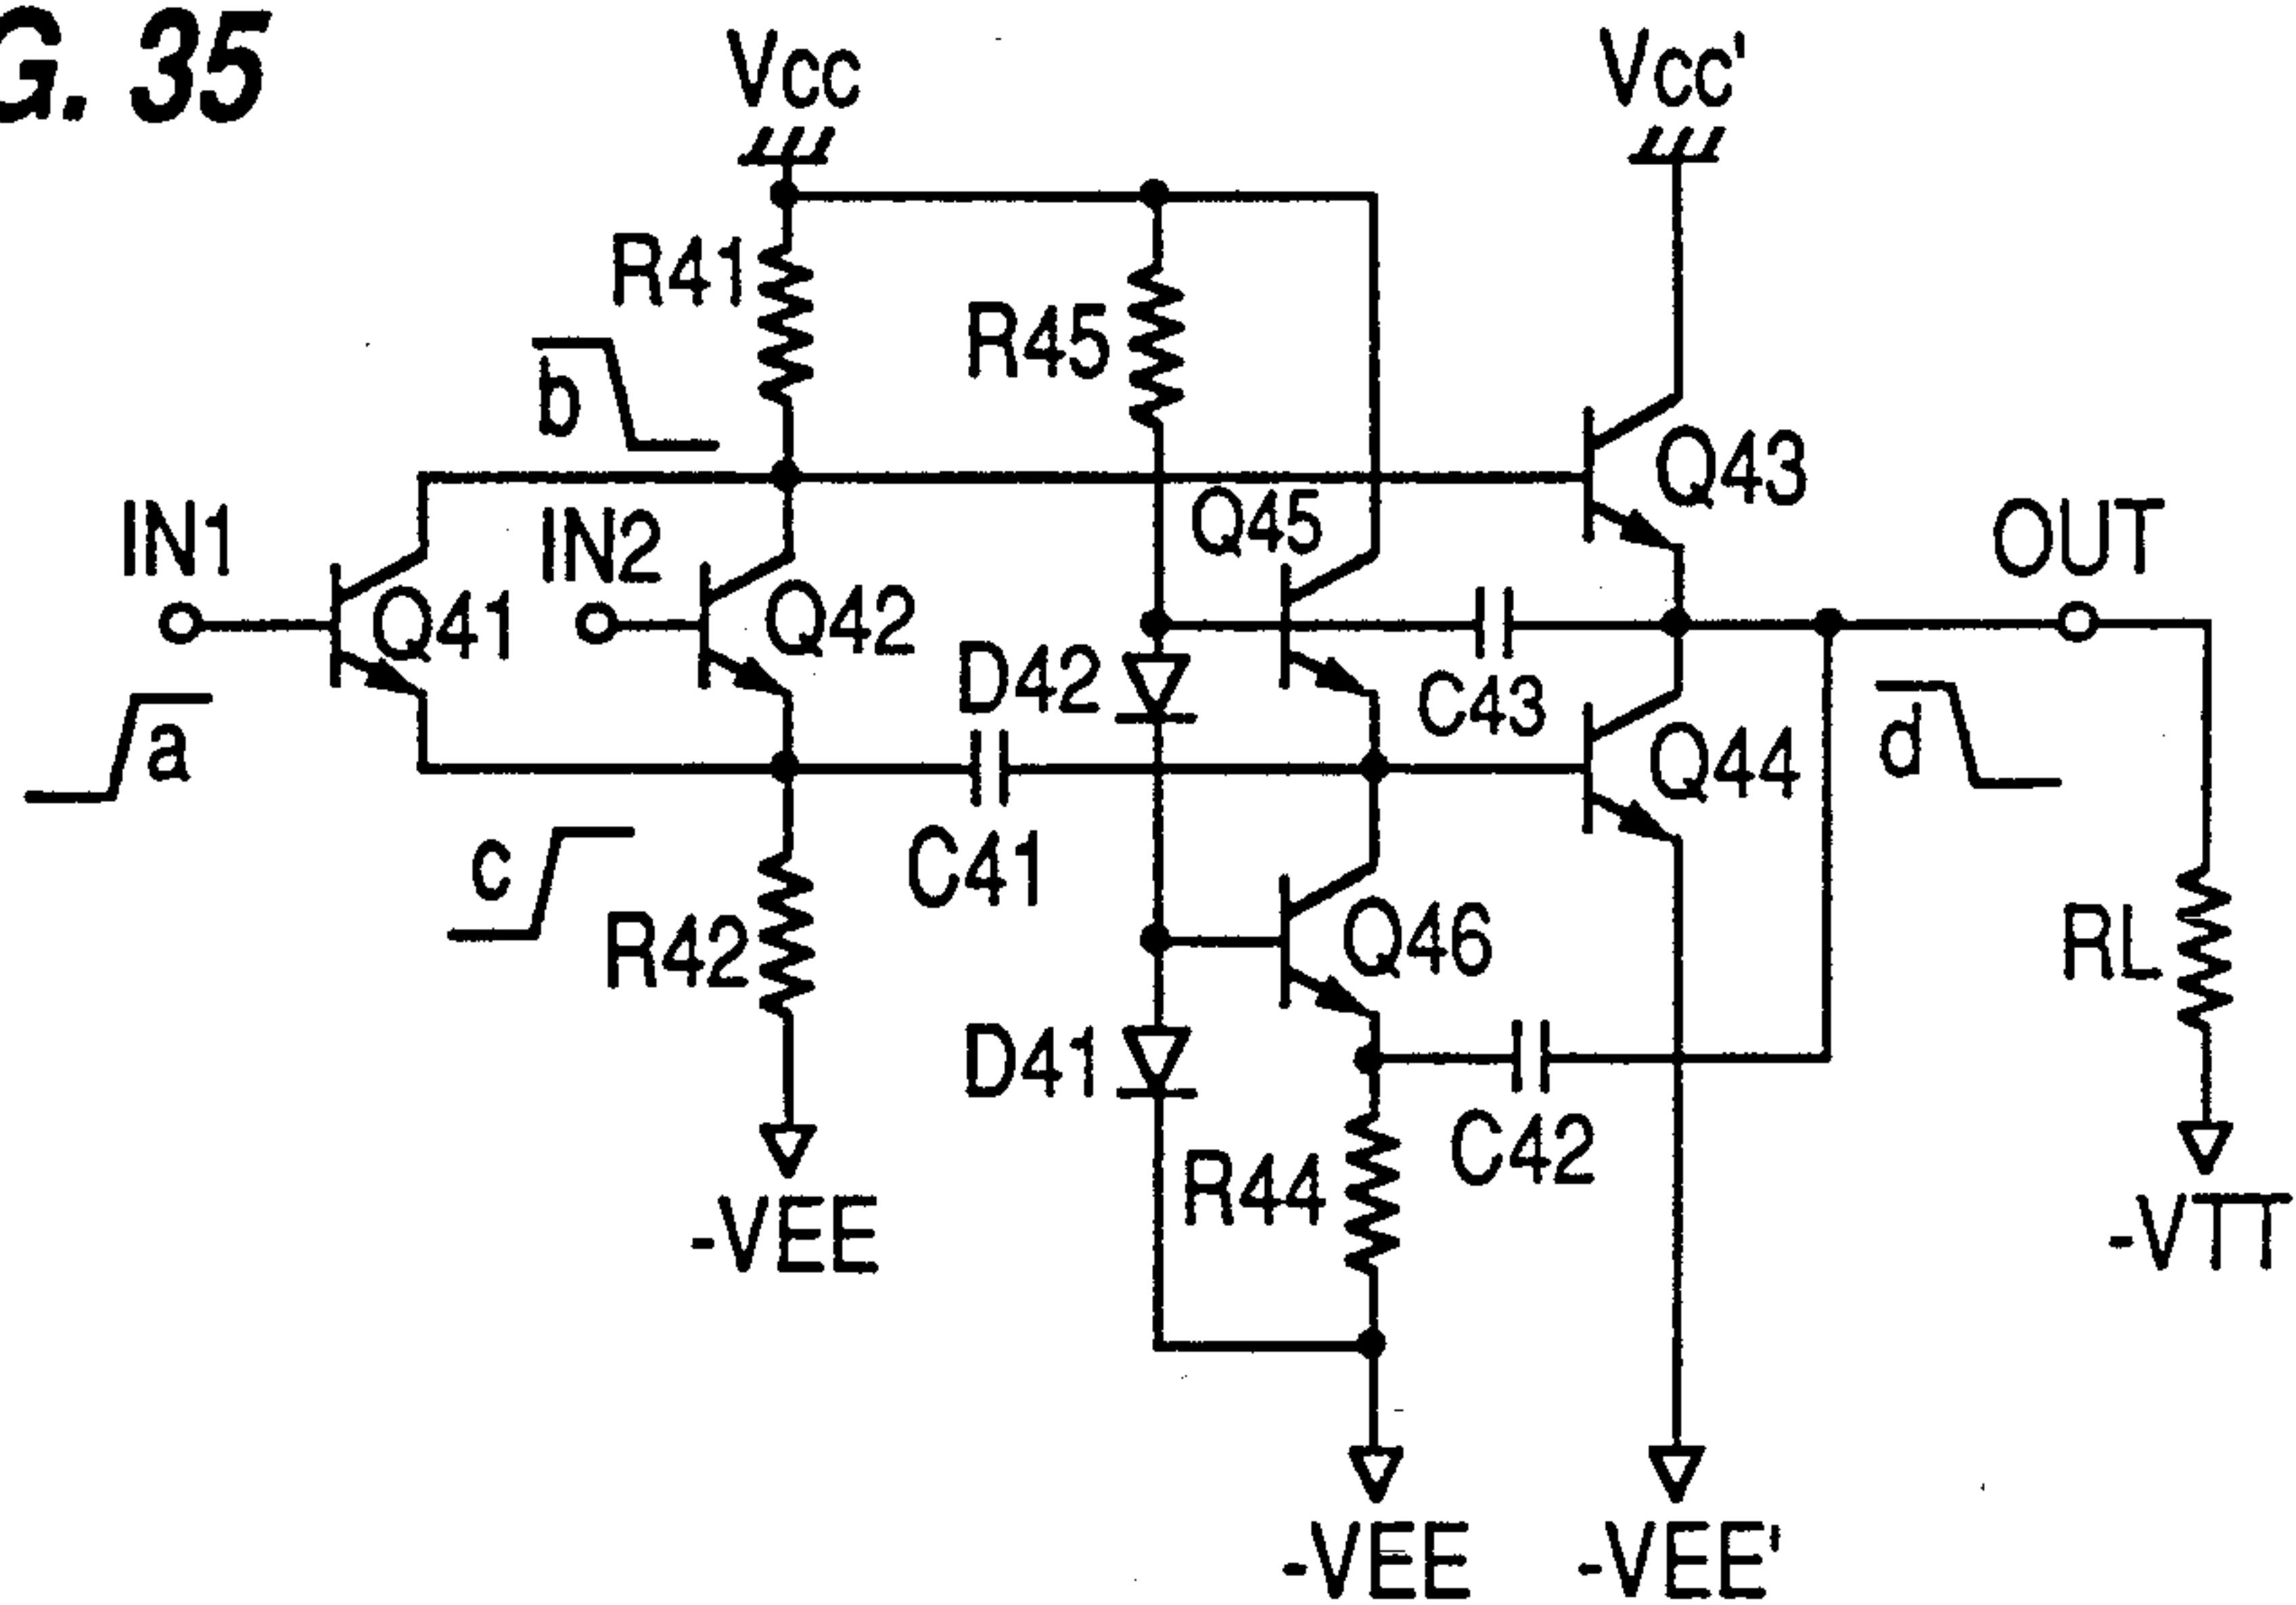 G. 35
Vcc
Vcc'
R41
R45
b
Q43
IN1
IN2
Q45
OUT
Q41
Q42
D42
C43
a
Q44
d
c
C41
R42
Q46
RL
D41
C42
R44
-VEE
-VTT
-VEE
-VEE'